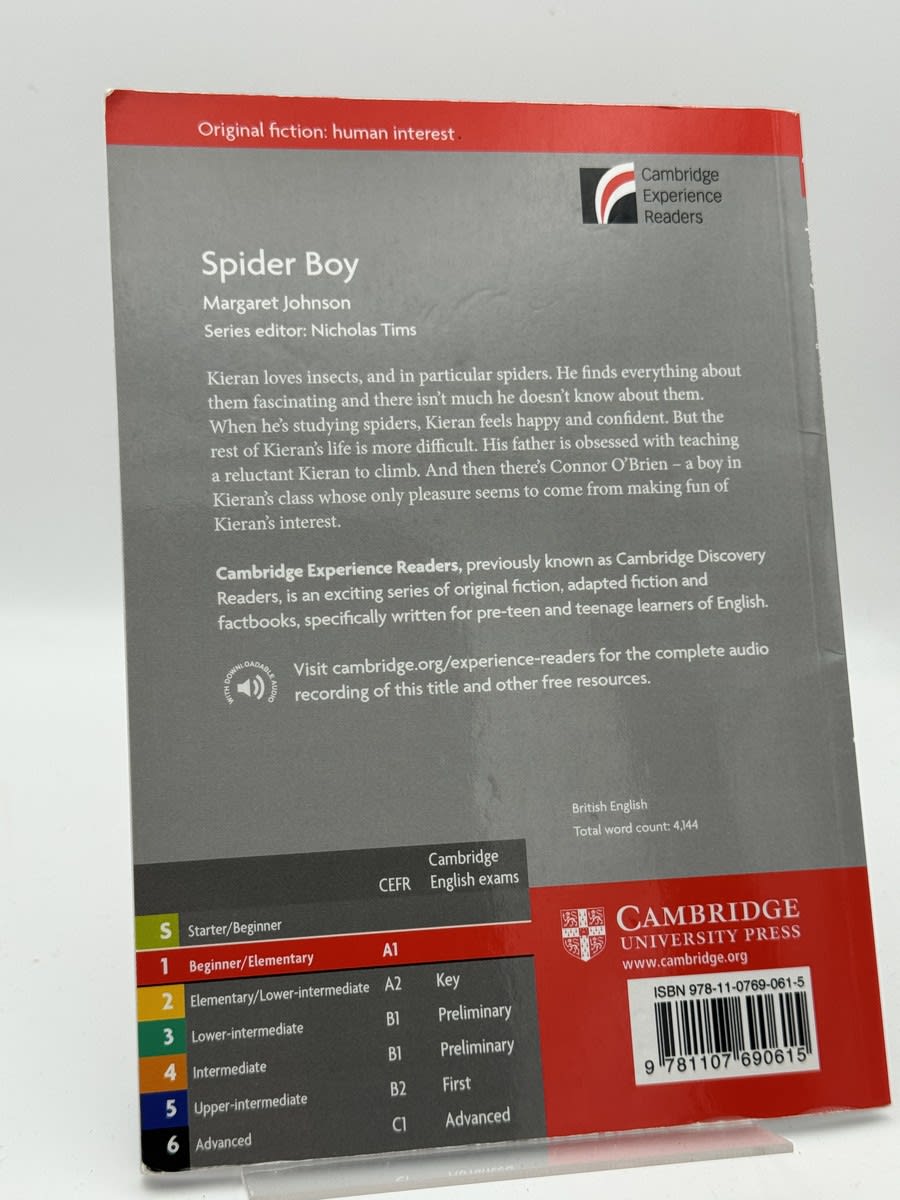 Original fiction: human interest
Cambridge
Experience
Readers
Spider Boy
Margaret Johnson
Series editor: Nicholas Tims
Kieran loves insects, and in particular spiders. He finds everything about
them fascinating and there isn't much he doesn't know about them.
When he's studying spiders, Kieran feels happy and confident. But the
rest of Kieran's life is more difficult. His father is obsessed with teaching
a reluctant Kieran to climb. And then there's Connor O'Brien – a boy in
Kieran's class whose only pleasure seems to come from making fun of
Kieran's interest.
Cambridge Experience Readers, previously known as Cambridge Discovery
Readers, is an exciting series of original fiction, adapted fiction and
factbooks, specifically written for pre-teen and teenage learners of English.
WITH DOWNLOADABLE AUDIO
Visit cambridge.org/experience-readers for the complete audio
recording of this title and other free resources.
British English
Total word count: 4,144
CEFR Cambridge
English exams
S Starter/Beginner
1 Beginner/Elementary A1
2 Elementary/Lower-intermediate A2 Key
3 Lower-intermediate B1 Preliminary
4 Intermediate B1 Preliminary
5 Upper-intermediate B2 First
6 Advanced C1 Advanced
CAMBRIDGE
UNIVERSITY PRESS
www.cambridge.org
ISBN 978-11-0769-061-5
9 781107 690615